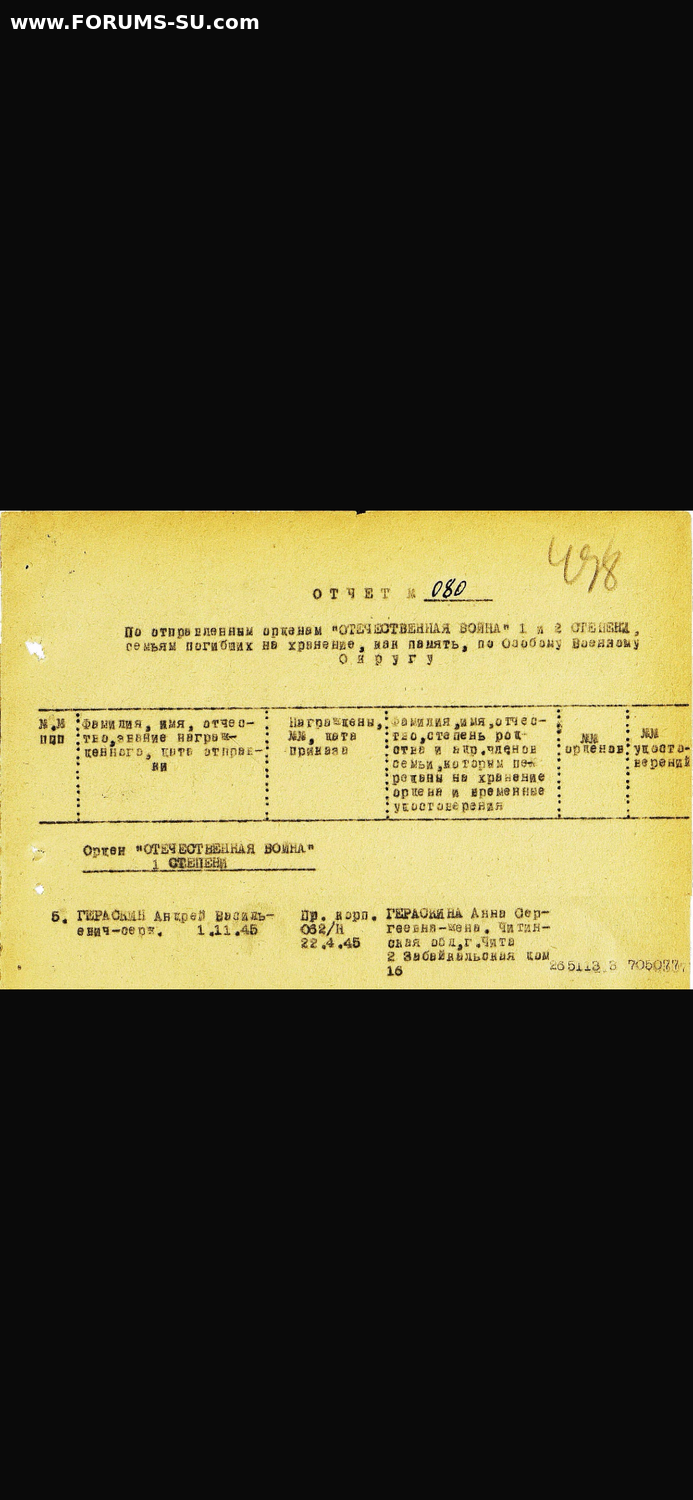 www.FORUMS-SU.com
498
ОТЧЕТ № 080
По отправленным орденам "ОТЕЧЕСТВЕННАЯ ВОЙНА" 1 и 2 СТЕПЕНИ,
семьям погибших на хранение, как память, по Особому Военному
Округу
№.№
ппп
Фамилия, имя, отчес-
тво,звание награж-
денного, дата отправ-
ки
Награждены,
№№, дата
приказа
Фамилия,имя,отчес-
тво,степень род-
ства и адр.членов
семьи,которым пе-
реданы на хранение
ордена и временные
удостоверения
№№
орденов
№№
удосто-
верений
Орден "ОТЕЧЕСТВЕННАЯ ВОЙНА"
1 СТЕПЕНИ
5. ГЕРАСКИН Андрей Василь-
евич-серж. 1.11.45
Пр. корп.
062/Н
22.4.45
ГЕРАСКИНА Анна Сер-
геевна-жена. Читин-
ская обл,г.Чита
2 Забайкальская дом
16
265113 705077